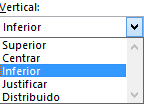 Vertical:
Inferior
Superior
Centrar
Inferior
Justificar
Distribuido